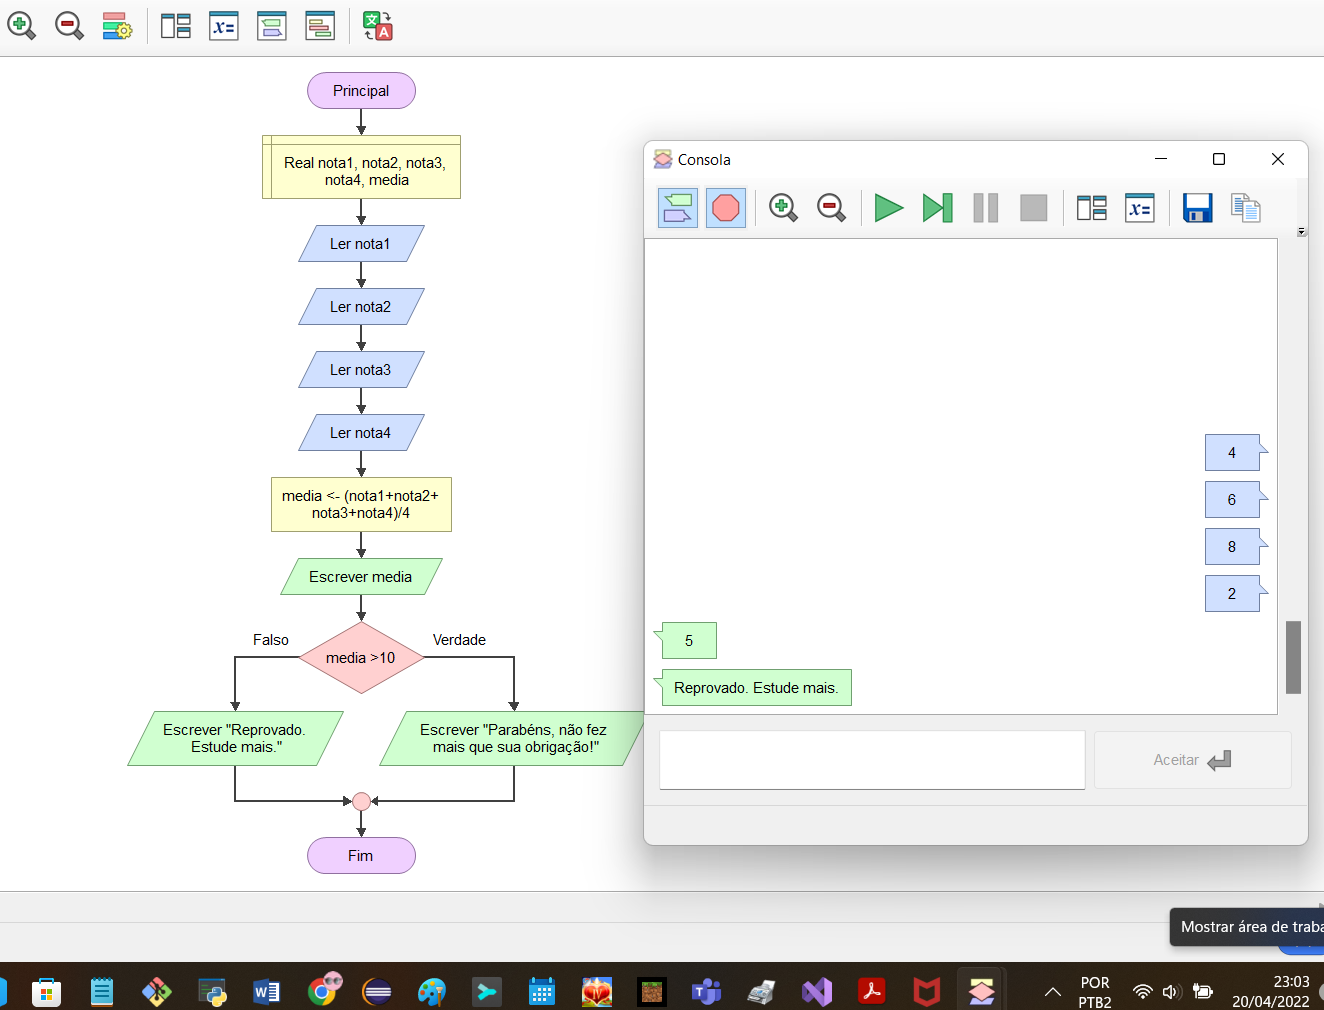 Principal
Real nota1, nota2, nota3,
nota4, media
Ler nota1
Ler nota2
Ler nota3
Ler nota4
media <- (nota1+nota2+
nota3+nota4)/4
Escrever media
Falso
Verdade
media >10
Escrever "Reprovado.
Estude mais."
Escrever "Parabéns, não fez
mais que sua obrigação!"
Fim
Consola
x=
4
6
8
2
5
Reprovado. Estude mais.
Aceitar
x=
A
Mostrar área de traba
POR
PTB2
23:03
20/04/2022